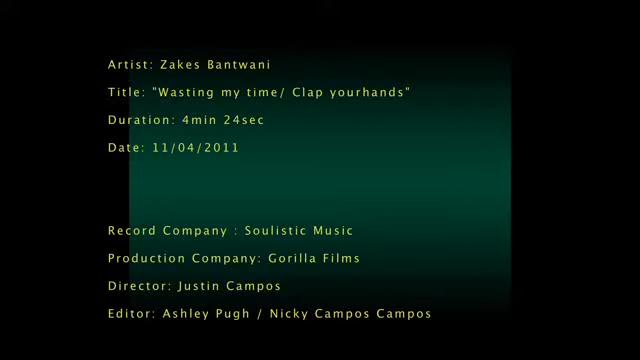 Artist: Zakes Bantwani
Title: "Wasting my time/ Clap yourhands"
Duration: 4min 24sec
Date: 11/04/2011
Record Company : Soulistic Music
Production Company: Gorilla Films
Director: Justin Campos
Editor: Ashley Pugh / Nicky Campos Campos